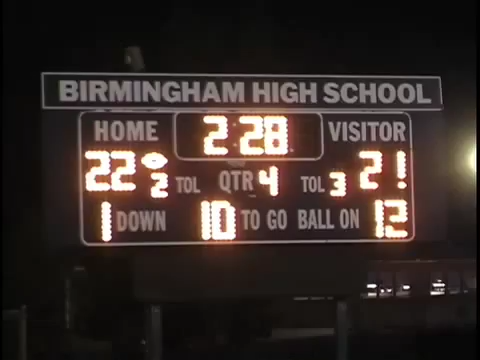 BIRMINGHAM HIGH SCHOOL
HOME 2:28 VISITOR
22 2 TOL QTR 4 TOL 3 21
1 DOWN 10 TO GO BALL ON 12